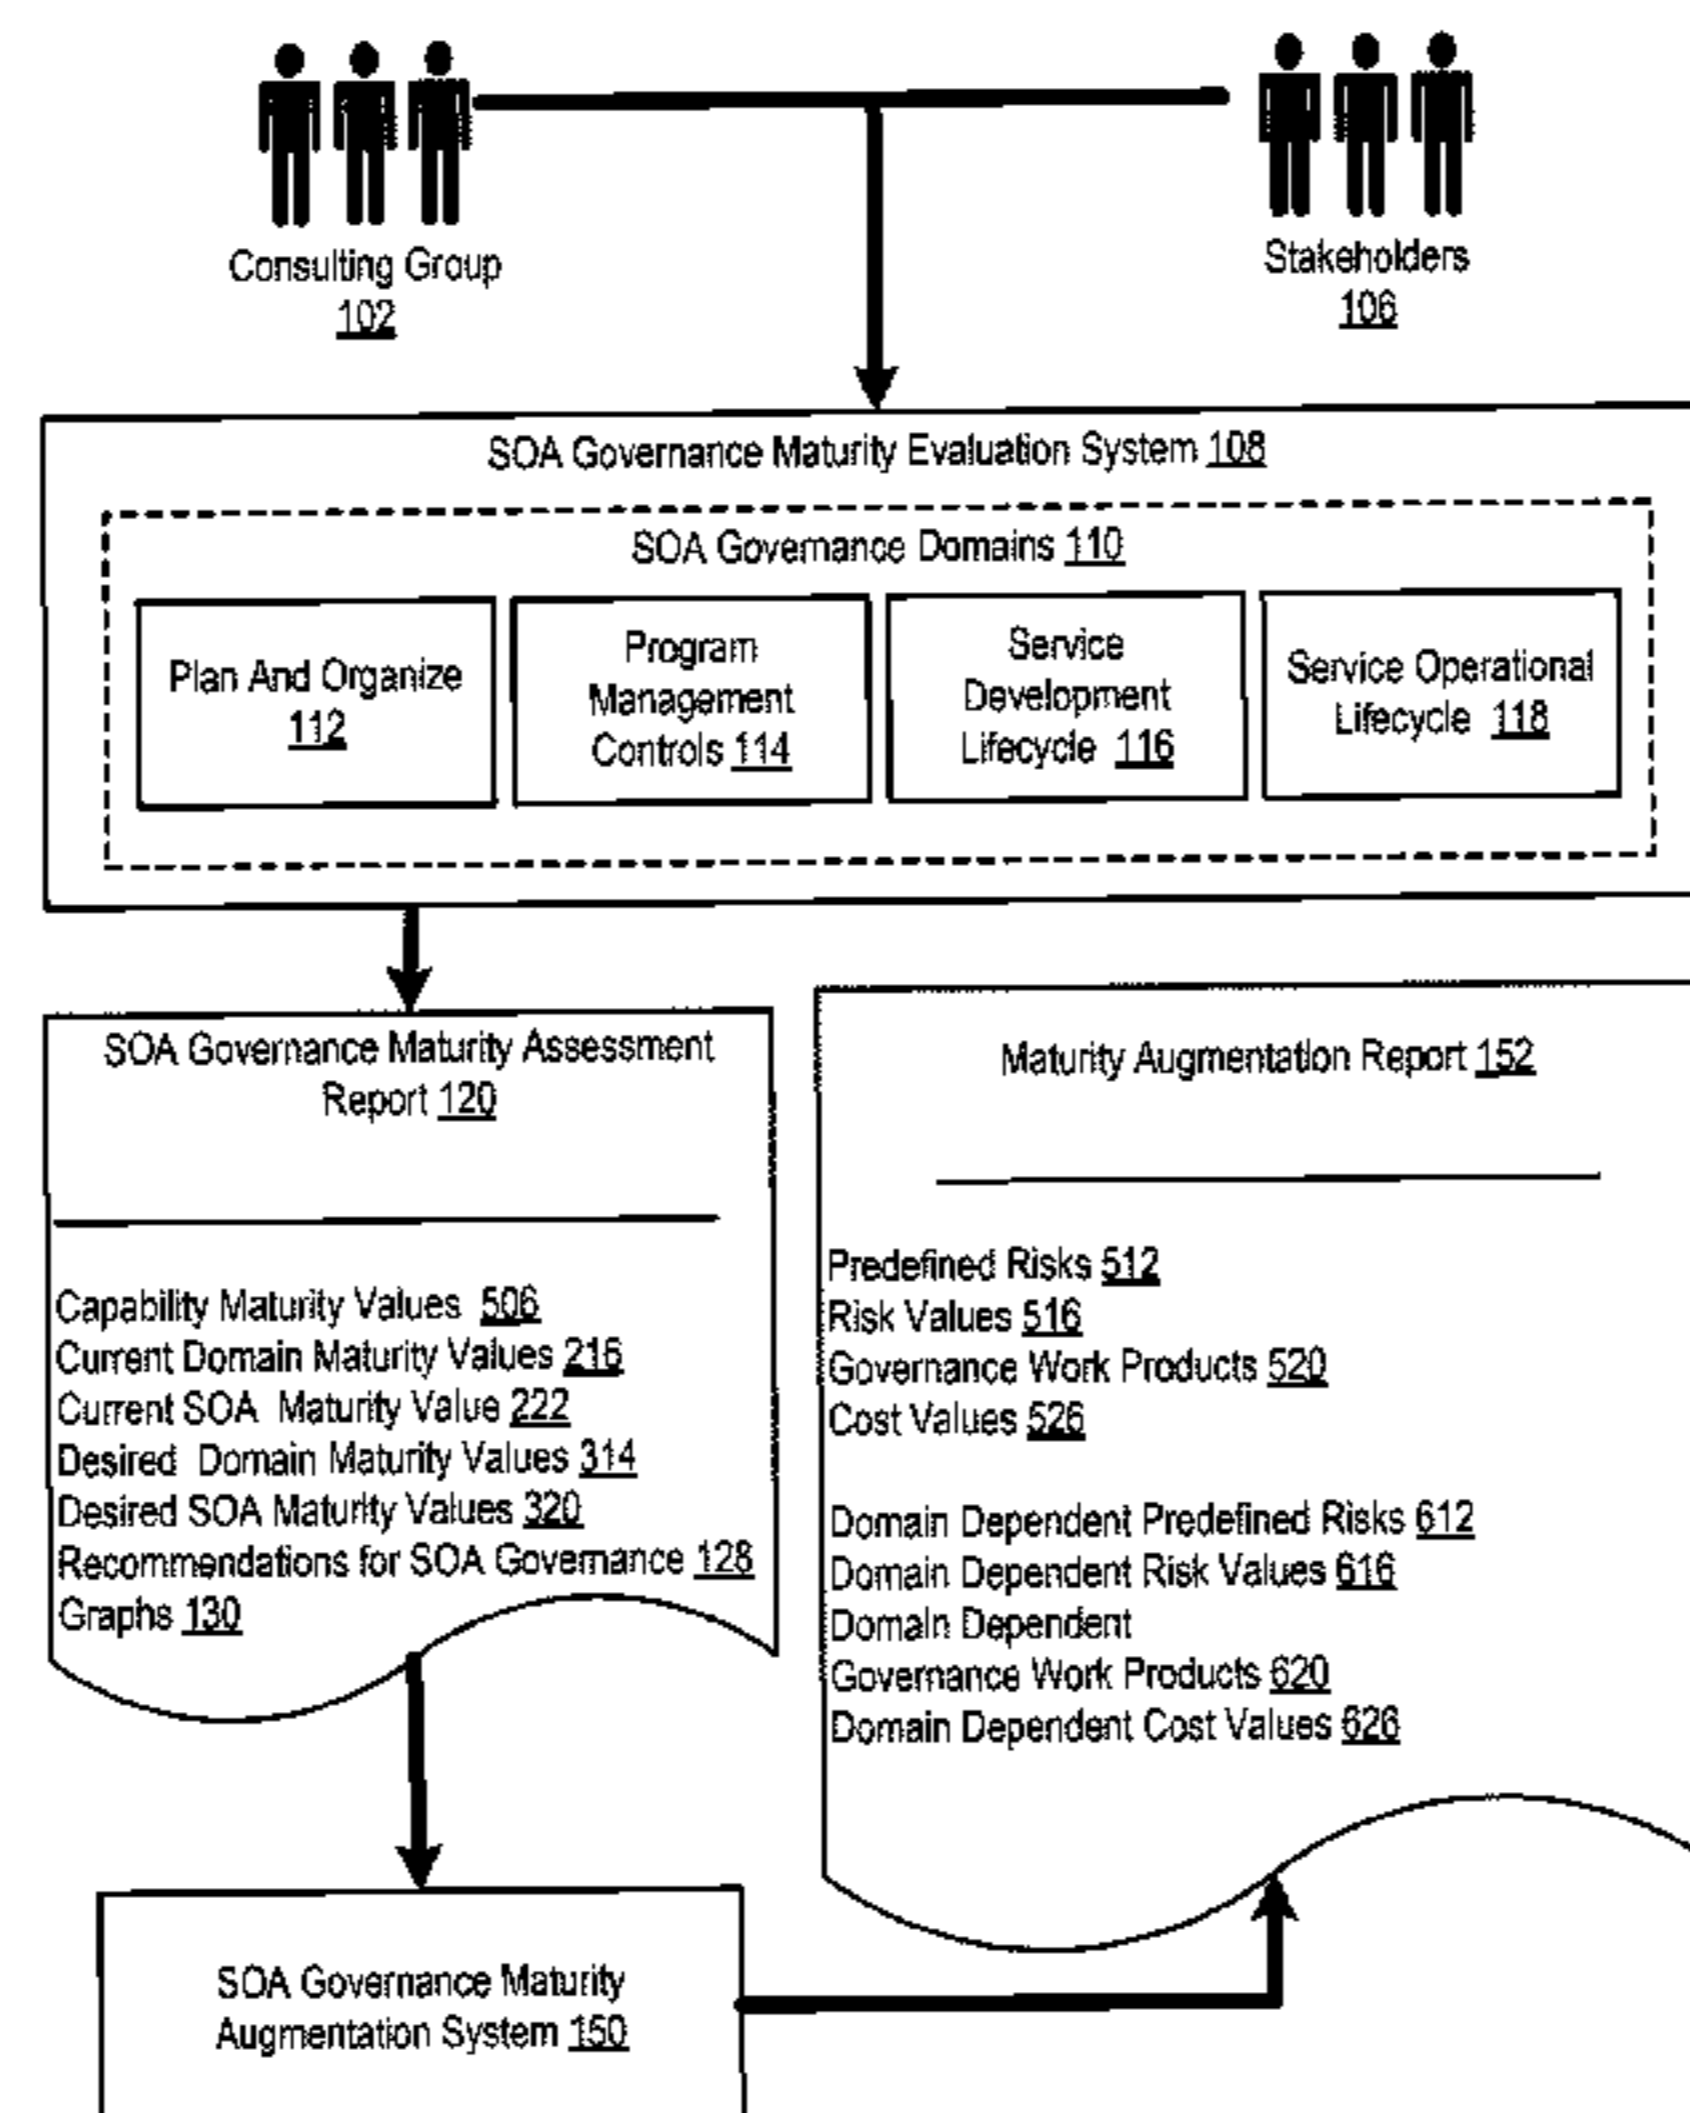 Consulting Group
102
Stakeholders
106
SOA Governance Maturity Evaluation System 108
SOA Governance Domains 110
Plan And Organize
112
Program
Management
Controls 114
Service
Development
Lifecycle 116
Service Operational
Lifecycle 118
SOA Governance Maturity Assessment
Report 120
Capability Maturity Values 506
Current Domain Maturity Values 216
Current SOA Maturity Value 222
Desired Domain Maturity Values 314
Desired SOA Maturity Values 320
Recommendations for SOA Governance 128
Graphs 130
Maturity Augmentation Report 152
Predefined Risks 512
Risk Values 516
Governance Work Products 520
Cost Values 526
Domain Dependent Predefined Risks 612
Domain Dependent Risk Values 616
Domain Dependent
Governance Work Products 620
Domain Dependent Cost Values 626
SOA Governance Maturity
Augmentation System 150